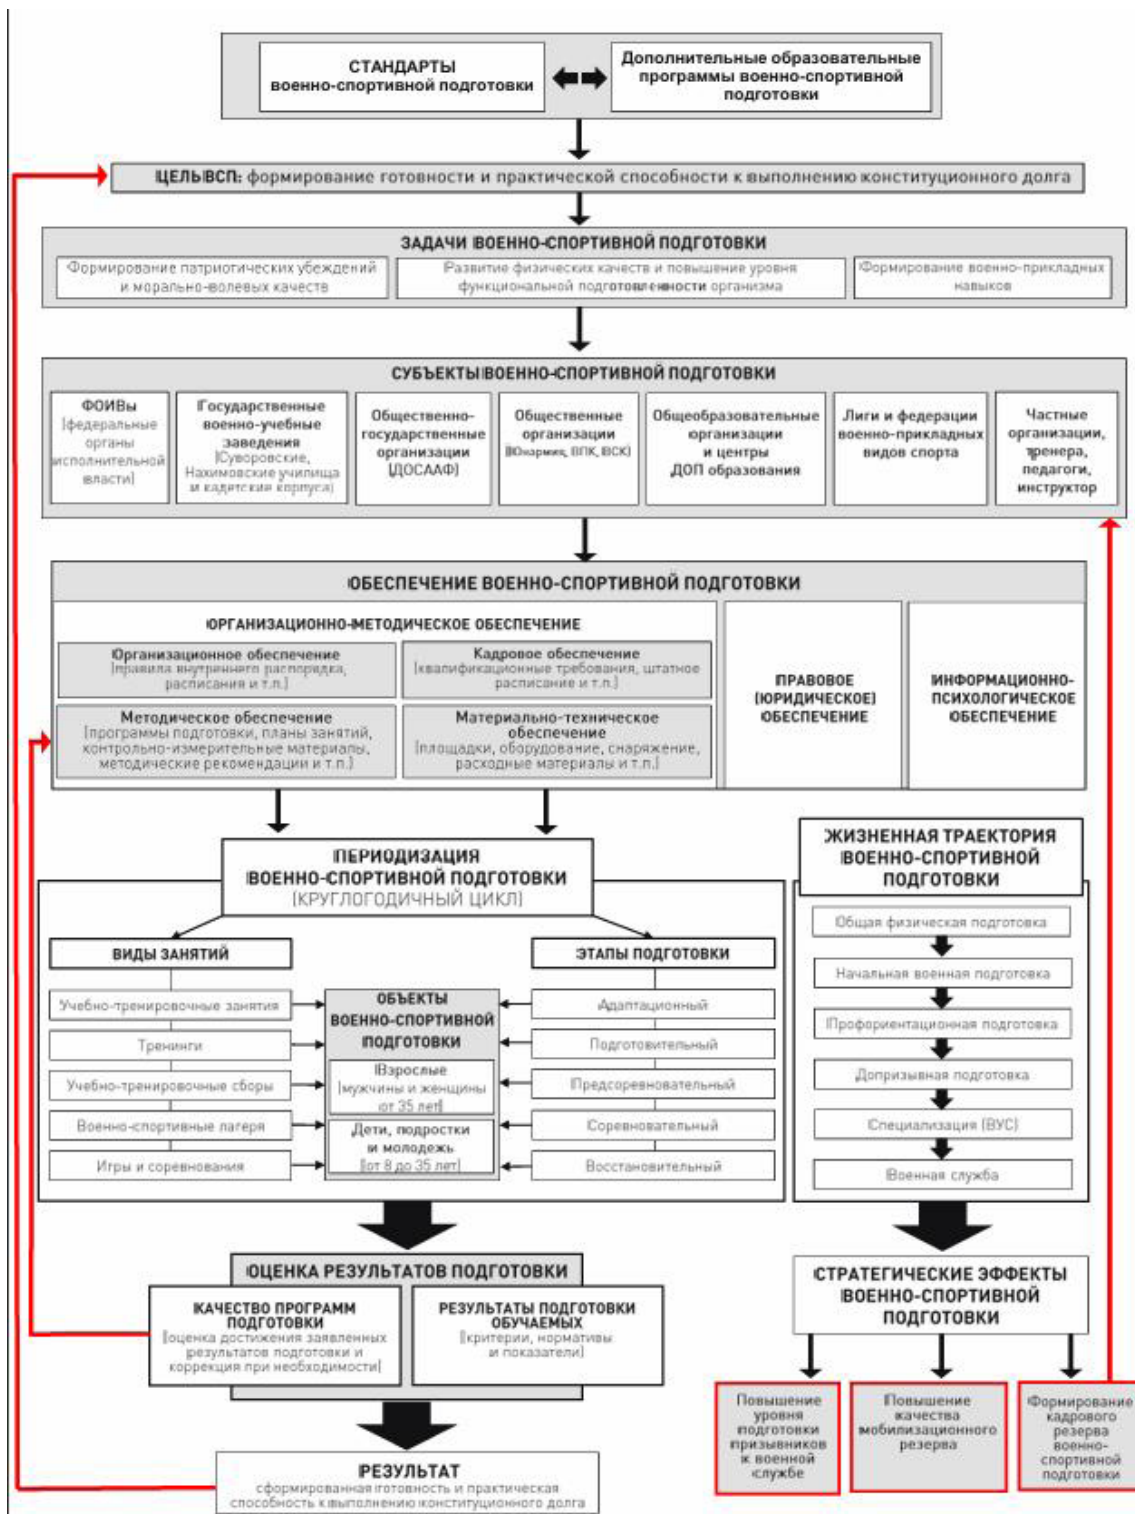 СТАНДАРТЫ
военно-спортивной подготовки
Дополнительные образовательные
программы военно-спортивной
подготовки
ЦЕЛЬ ВСП: формирование готовности и практической способности к выполнению конституционного долга
ЗАДАЧИ ВОЕННО-СПОРТИВНОЙ ПОДГОТОВКИ
Формирование патриотических убеждений
и морально-волевых качеств
Развитие физических качеств и повышение уровня
функциональной подготовленности организма
Формирование военно-прикладных
навыков
СУБЪЕКТЫ ВОЕННО-СПОРТИВНОЙ ПОДГОТОВКИ
ФОИВы
(федеральные
органы
исполнительной
власти)
Государственные
военно-учебные
заведения
(Суворовские,
Нахимовские училища
и кадетские корпуса)
Общественно-
государственные
организации
(ДОСААФ)
Общественные
организации
(Юнармия, ВПК, ВСК)
Общеобразовательные
организации
и центры
ДОП образования
Лиги и федерации
военно-прикладных
видов спорта
Частные
организации,
тренера,
педагоги,
инструктор
ОБЕСПЕЧЕНИЕ ВОЕННО-СПОРТИВНОЙ ПОДГОТОВКИ
ОРГАНИЗАЦИОННО-МЕТОДИЧЕСКОЕ ОБЕСПЕЧЕНИЕ
Организационное обеспечение
(правила внутреннего распорядка,
расписания и т.п.)
Кадровое обеспечение
(квалификационные требования, штатное
расписание и т.п.)
Методическое обеспечение
(программы подготовки, планы занятий,
контрольно-измерительные материалы,
методические рекомендации и т.п.)
Материально-техническое
обеспечение
(площадки, оборудование, снаряжение,
расходные материалы и т.п.)
ПРАВОВОЕ
(ЮРИДИЧЕСКОЕ)
ОБЕСПЕЧЕНИЕ
ИНФОРМАЦИОННО-
ПСИХОЛОГИЧЕСКОЕ
ОБЕСПЕЧЕНИЕ
ПЕРИОДИЗАЦИЯ
ВОЕННО-СПОРТИВНОЙ ПОДГОТОВКИ
(КРУГЛОГОДИЧНЫЙ ЦИКЛ)
ВИДЫ ЗАНЯТИЙ
Учебно-тренировочные занятия
Тренинги
Учебно-тренировочные сборы
Военно-спортивные лагеря
Игры и соревнования
ОБЪЕКТЫ
ВОЕННО-СПОРТИВНОЙ
ПОДГОТОВКИ
Взрослые
(мужчины и женщины
от 35 лет)
Дети, подростки
и молодежь
(от 8 до 35 лет)
ЭТАПЫ ПОДГОТОВКИ
Адаптационный
Подготовительный
Предсоревновательный
Соревновательный
Восстановительный
ЖИЗНЕННАЯ ТРАЕКТОРИЯ
ВОЕННО-СПОРТИВНОЙ
ПОДГОТОВКИ
Общая физическая подготовка
Начальная военная подготовка
Профориентационная подготовка
Допризывная подготовка
Специализация (ВУС)
Военная служба
ОЦЕНКА РЕЗУЛЬТАТОВ ПОДГОТОВКИ
КАЧЕСТВО ПРОГРАММ
ПОДГОТОВКИ
(оценка достижения заявленных
результатов подготовки и
коррекция при необходимости)
РЕЗУЛЬТАТЫ ПОДГОТОВКИ
ОБУЧАЕМЫХ
(критерии, нормативы
и показатели)
РЕЗУЛЬТАТ
сформированная готовность и практическая
способность к выполнению конституционного долга
СТРАТЕГИЧЕСКИЕ ЭФФЕКТЫ
ВОЕННО-СПОРТИВНОЙ
ПОДГОТОВКИ
Повышение
уровня
подготовки
призывников
к военной
службе
Повышение
качества
мобилизационного
резерва
Формирование
кадрового
резерва
военно-
спортивной
подготовки